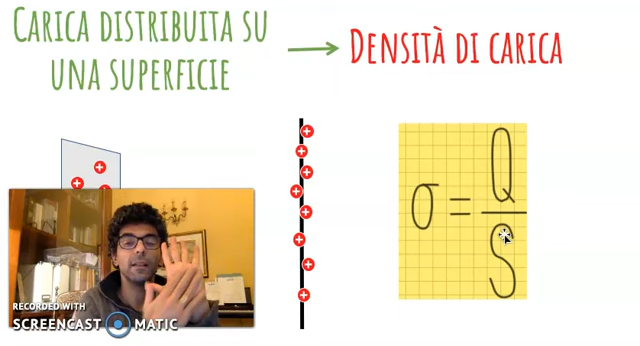 CARICA DISTRIBUITA SU
UNA SUPERFICIE
DENSITÀ DI CARICA
σ = Q
S
RECORDED WITH
SCREENCAST MATIC